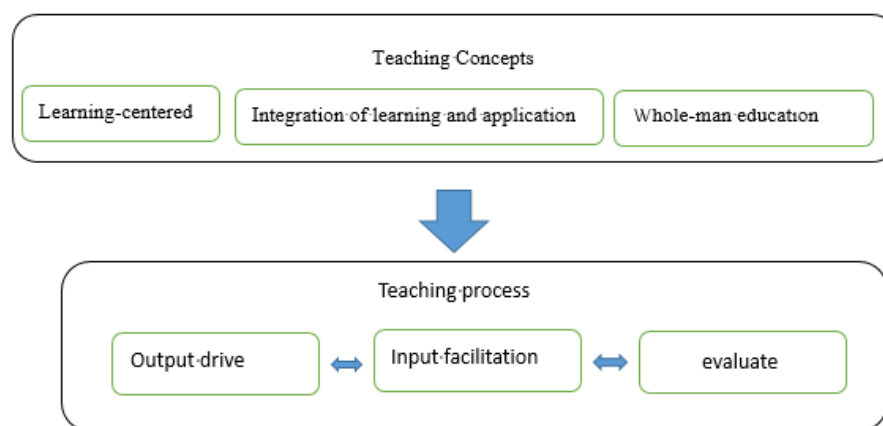 Teaching Concepts
Learning-centered
Integration of learning and application
Whole-man education
Teaching process
Output drive
Input facilitation
evaluate